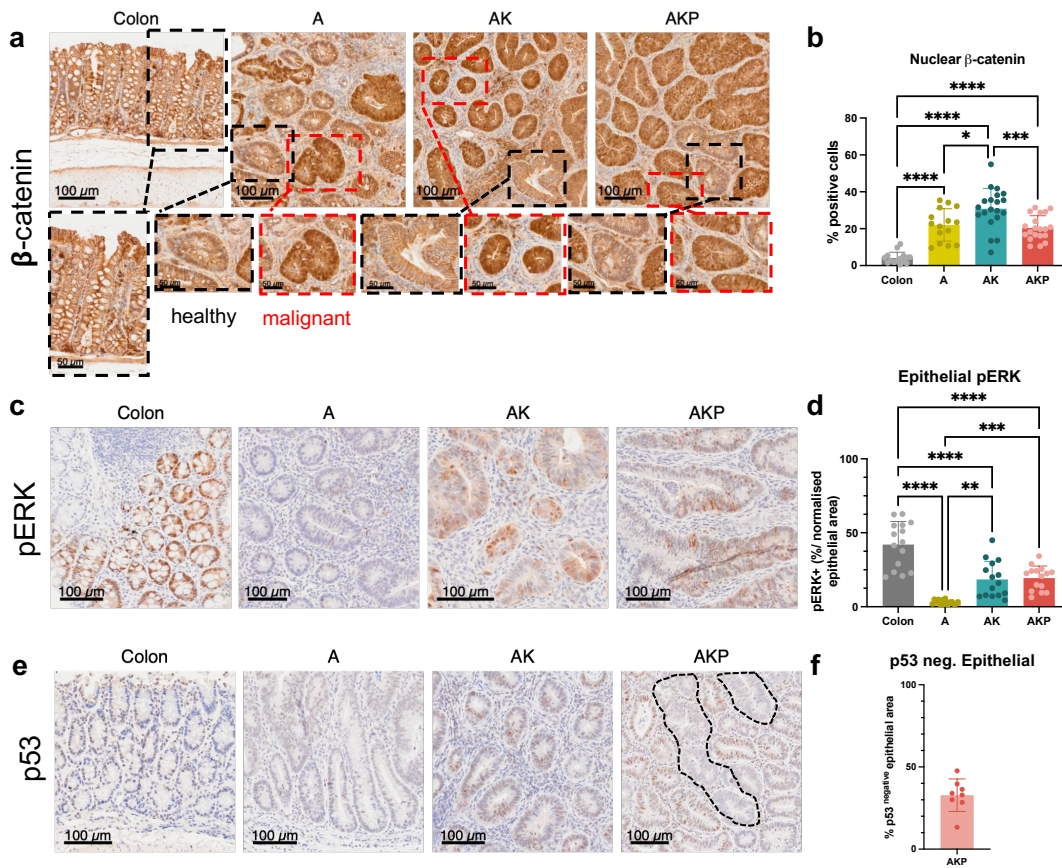 a
Colon A AK AKP
β-catenin
100 µm 100 µm 100 µm 100 µm
50 µm 50 µm 50 µm 50 µm 50 µm 50 µm 50 µm
healthy malignant
b
Nuclear β-catenin
% positive cells
80
60
40
20
0
**** 
****
* ***
****
Colon A AK AKP
c
Colon A AK AKP
pERK
100 µm 100 µm 100 µm 100 µm
d
Epithelial pERK
pERK+ (%/ normalised
epithelial area)
100
50
0
****
***
****
**** **
Colon A AK AKP
e
Colon A AK AKP
p53
100 µm 100 µm 100 µm 100 µm
f
p53 neg. Epithelial
% p53 negative epithelial area
100
50
0
AKP